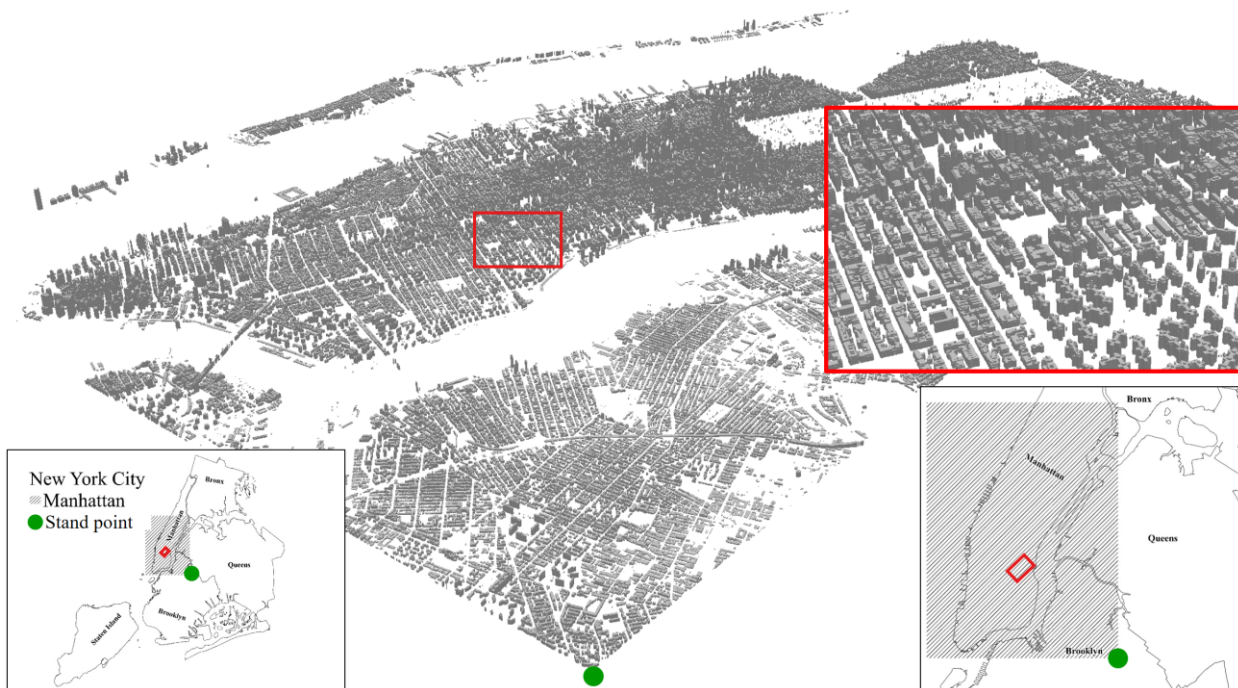 New York City
Manhattan
Stand point
Bronx
Manhattan
Queens
Brooklyn
Staten Island
Bronx
Manhattan
Queens
Brooklyn